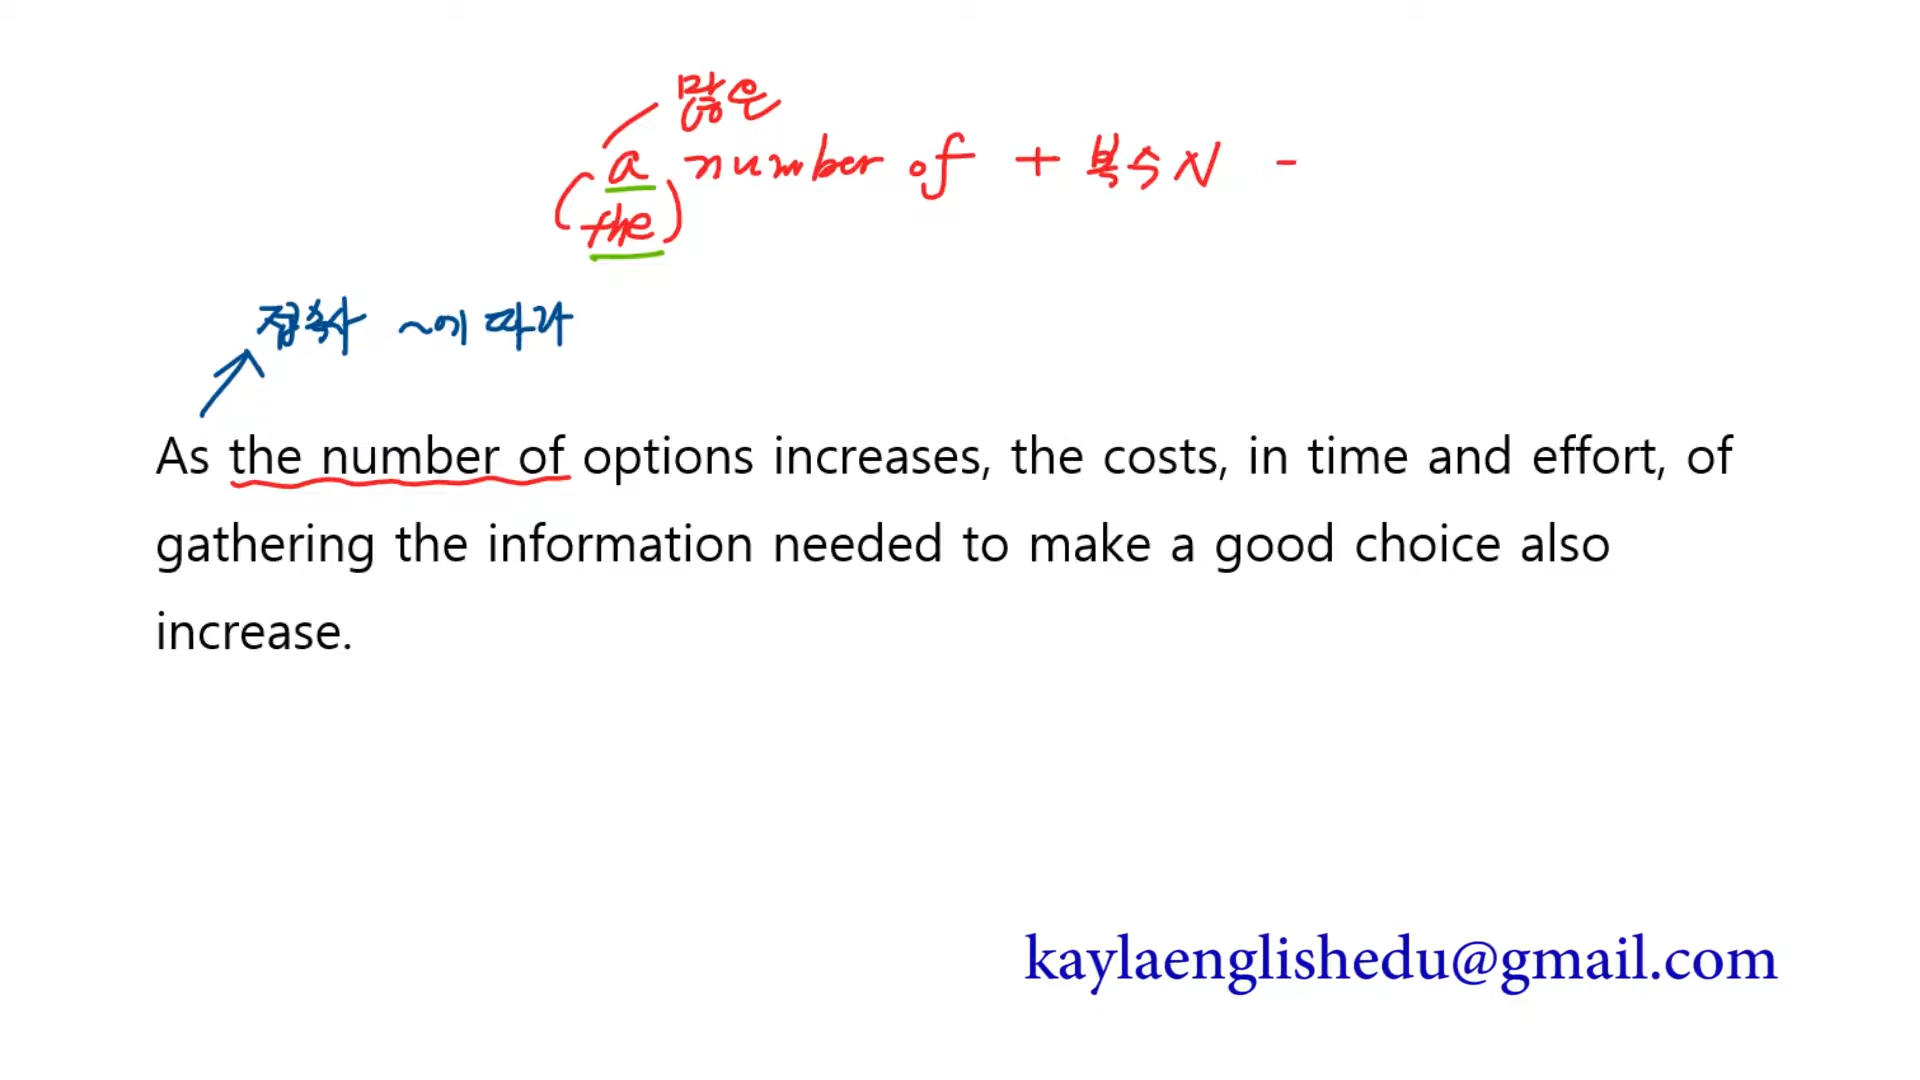 많은
a number of + 복수N -
(the)
접속사 ~에 따라
As the number of options increases, the costs, in time and effort, of
gathering the information needed to make a good choice also
increase.
kaylaenglishedu@gmail.com